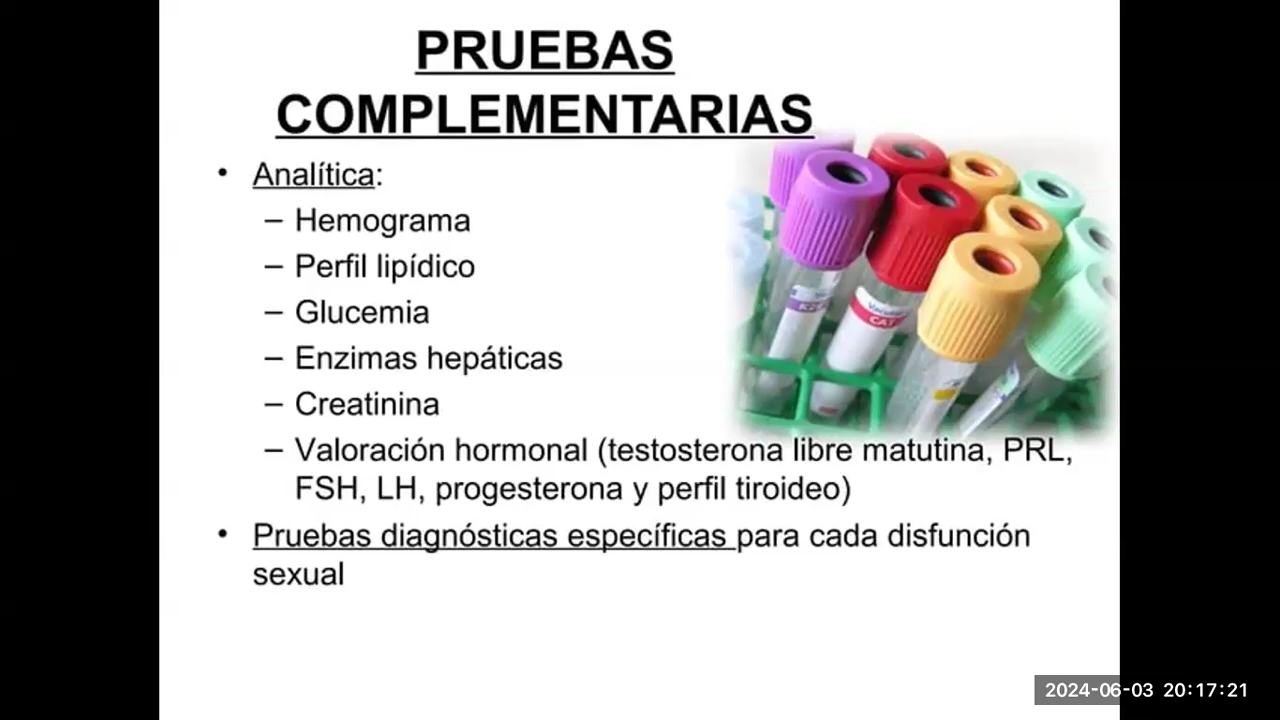 PRUEBAS
COMPLEMENTARIAS
• Analítica:
– Hemograma
– Perfil lipídico
– Glucemia
– Enzimas hepáticas
– Creatinina
– Valoración hormonal (testosterona libre matutina, PRL,
FSH, LH, progesterona y perfil tiroideo)
• Pruebas diagnósticas específicas para cada disfunción
sexual
CAT
2024-06-03 20:17:21